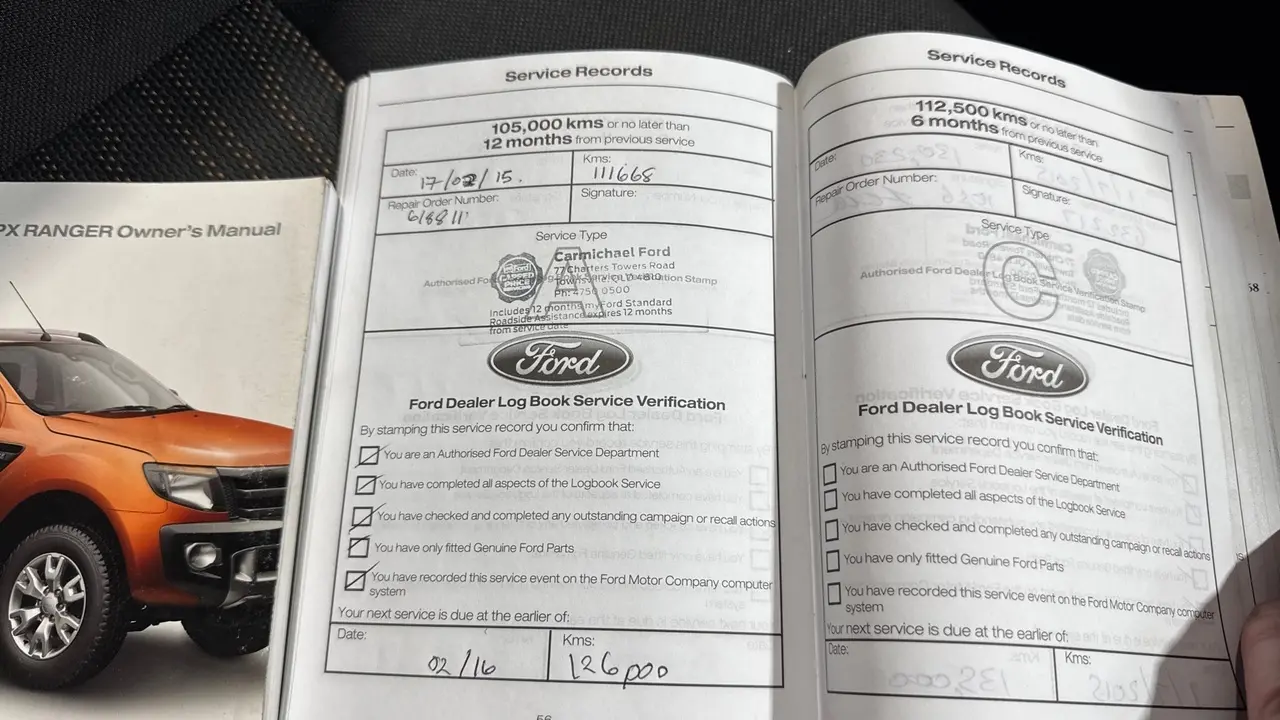 PX RANGER Owner's Manual
Service Records
105,000 kms or no later than
12 months from previous service
Date: 17/02/15.
Kms: 111668
Repair Order Number: 618811
Signature:
Service Type
A
Authorised Ford Dealer Log Book Service Verification Stamp
Carmichael Ford
77 Charters Towers Road
Townsville QLD 4810
Ph: 4750 0500
Includes 12 months myFord Standard
Roadside Assistance expires 12 months
from service date
Ford
CAPPED
PRICE
Ford
Ford Dealer Log Book Service Verification
By stamping this service record you confirm that:
You are an Authorised Ford Dealer Service Department
You have completed all aspects of the Logbook Service
You have checked and completed any outstanding campaign or recall actions
You have only fitted Genuine Ford Parts
You have recorded this service event on the Ford Motor Company computer
system
Your next service is due at the earlier of:
Date: 02/16
Kms: 126000
56
Service Records
112,500 kms or no later than
6 months from previous service
Date:
Kms:
Repair Order Number:
Signature:
Service Type
C
Authorised Ford Dealer Log Book Service Verification Stamp
Ford
Ford Dealer Log Book Service Verification
By stamping this service record you confirm that:
You are an Authorised Ford Dealer Service Department
You have completed all aspects of the Logbook Service
You have checked and completed any outstanding campaign or recall actions
You have only fitted Genuine Ford Parts
You have recorded this service event on the Ford Motor Company computer
system
Your next service is due at the earlier of:
Date:
Kms:
58